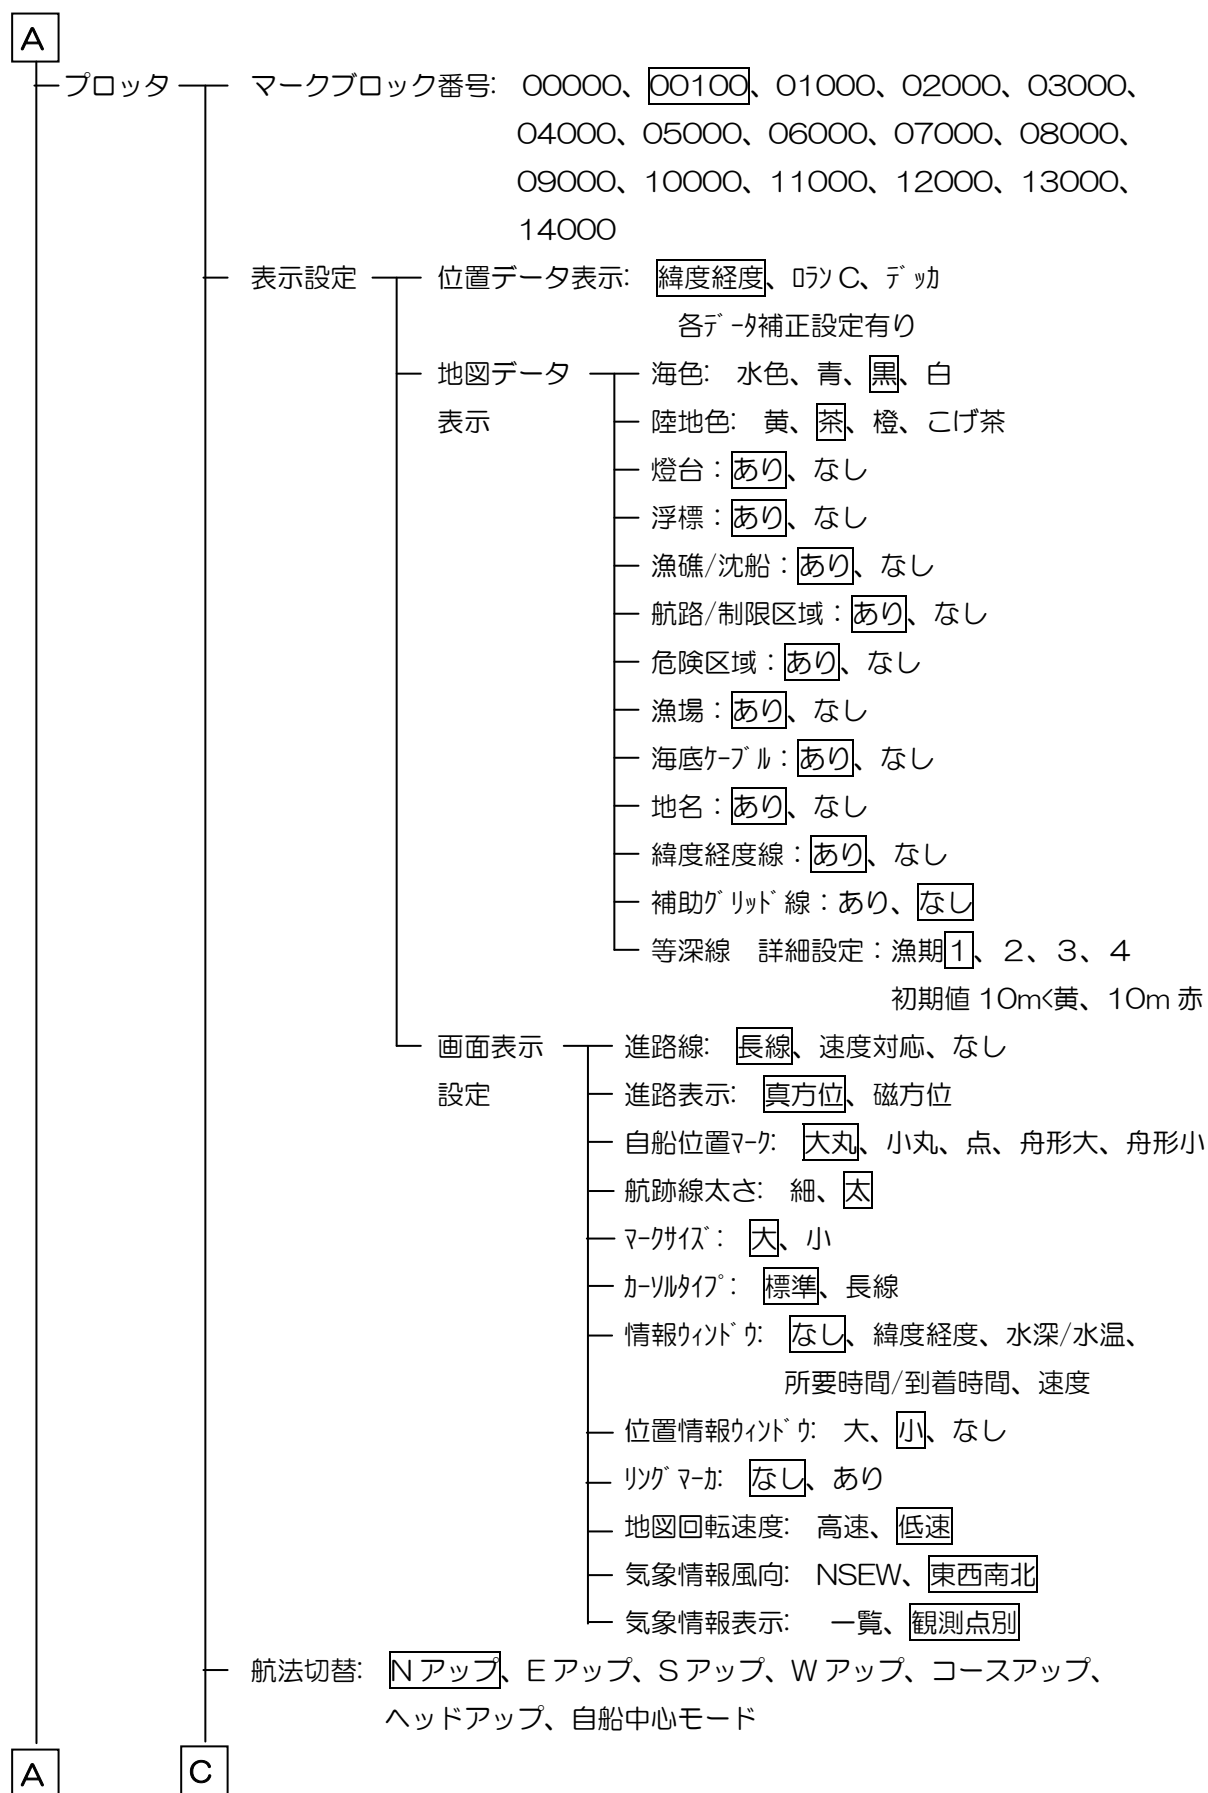 A
プロッタ マークブロック番号: 00000、00100、01000、02000、03000、
04000、05000、06000、07000、08000、
09000、10000、11000、12000、13000、
14000
表示設定 位置データ表示: 緯度経度、ﾛﾗﾝC、ﾃﾞｯｶ
各ﾃﾞｰﾀ補正設定有り
地図データ 海色: 水色、青、黒、白
表示 陸地色: 黄、茶、橙、こげ茶
燈台：あり、なし
浮標：あり、なし
漁礁/沈船：あり、なし
航路/制限区域：あり、なし
危険区域：あり、なし
漁場：あり、なし
海底ｹｰﾌﾞﾙ：あり、なし
地名：あり、なし
緯度経度線：あり、なし
補助ｸﾞﾘｯﾄﾞ線：あり、なし
等深線 詳細設定：漁期1、2、3、4
初期値 10m<黄、10m 赤
画面表示 進路線: 長線、速度対応、なし
設定 進路表示: 真方位、磁方位
自船位置ﾏｰｸ: 大丸、小丸、点、舟形大、舟形小
航跡線太さ: 細、太
ﾏｰｸｻｲｽﾞ: 大、小
ｶｰｿﾙﾀｲﾌﾟ: 標準、長線
情報ｳｨﾝﾄﾞｳ: なし、緯度経度、水深/水温、
所要時間/到着時間、速度
位置情報ｳｨﾝﾄﾞｳ: 大、小、なし
ﾘﾝｸﾞﾏｰｶ: なし、あり
地図回転速度: 高速、低速
気象情報風向: NSEW、東西南北
気象情報表示: 一覧、観測点別
航法切替: Nアップ、Eアップ、Sアップ、Wアップ、コースアップ、
ヘッドアップ、自船中心モード
A C